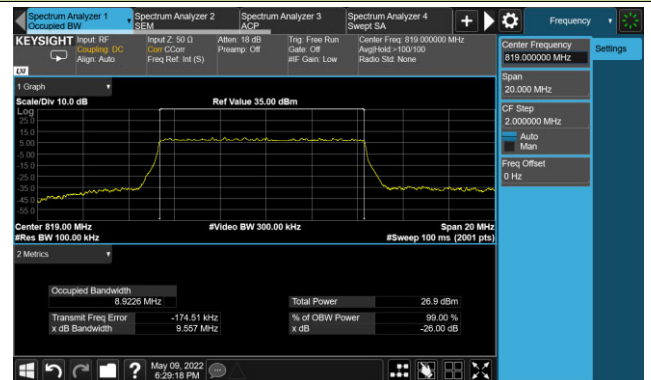 Spectrum Analyzer 1
Occupied BW
Spectrum Analyzer 2
SEM
Spectrum Analyzer 3
ACP
Spectrum Analyzer 4
Swept SA
+
Frequency
KEYSIGHT
Input: RF
Coupling: DC
Align: Auto
Input Z: 50 Ω
Corr CCorr
Freq Ref: Int (S)
Atten: 18 dB
Preamp: Off
Trig: Free Run
Gate: Off
#IF Gain: Low
Center Freq: 819.000000 MHz
Avg|Hold:>100/100
Radio Std: None
LXI
Center Frequency
819.000000 MHz
Settings
Span
20.000 MHz
CF Step
2.000000 MHz
Auto
Man
Freq Offset
0 Hz
1 Graph
Scale/Div 10.0 dB
Ref Value 35.00 dBm
Log
25.0
15.0
5.00
-5.00
-15.0
-25.0
-35.0
-45.0
-55.0
Center 819.00 MHz
#Video BW 300.00 kHz
Span 20 MHz
#Res BW 100.00 kHz
#Sweep 100 ms (2001 pts)
2 Metrics
Occupied Bandwidth
8.9226 MHz
Total Power
26.9 dBm
Transmit Freq Error
-174.51 kHz
% of OBW Power
99.00 %
x dB Bandwidth
9.557 MHz
x dB
-26.00 dB
?
May 09, 2022
6:29:18 PM